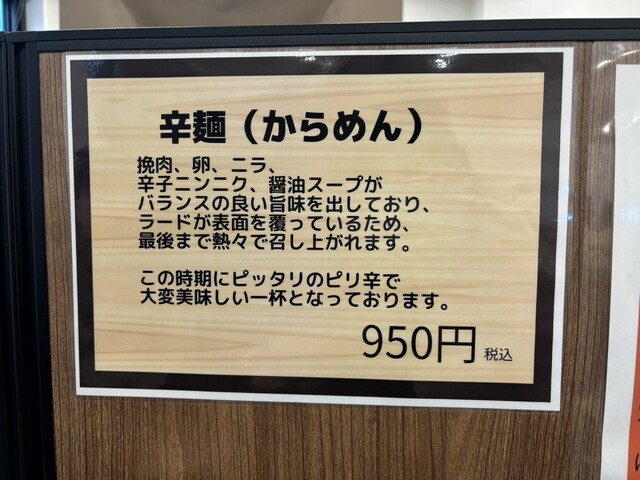 辛麺（からめん）
挽肉、卵、ニラ、
辛子ニンニク、醤油スープが
バランスの良い旨味を出しており、
ラードが表面を覆っているため、
最後まで熱々で召し上がれます。
この時期にピッタリのピリ辛で
大変美味しい一杯となっております。
950円 税込